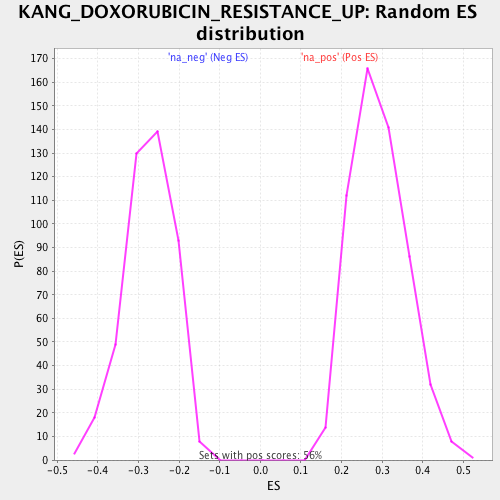 KANG_DOXORUBICIN_RESISTANCE_UP: Random ES
distribution
'na_neg' (Neg ES)
'na_pos' (Pos ES)
P(ES)
170
160
150
140
130
120
110
100
90
80
70
60
50
40
30
20
10
0
Sets with pos scores: 56%
-0.5 -0.4 -0.3 -0.2 -0.1 0.0 0.1 0.2 0.3 0.4 0.5
ES